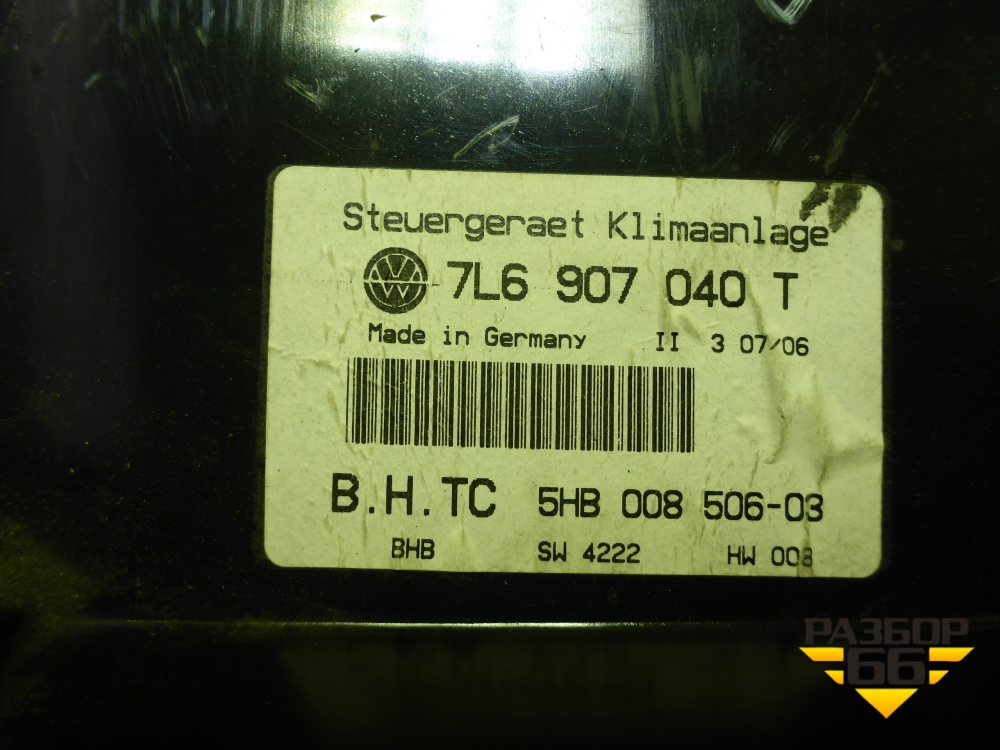 Steuergeraet Klimaanlage
7L6 907 040 T
Made in Germany II 3 07/06
B.H.TC 5HB 008 506-03
BHB SW 4222 HW 003
РАЗБОР
66